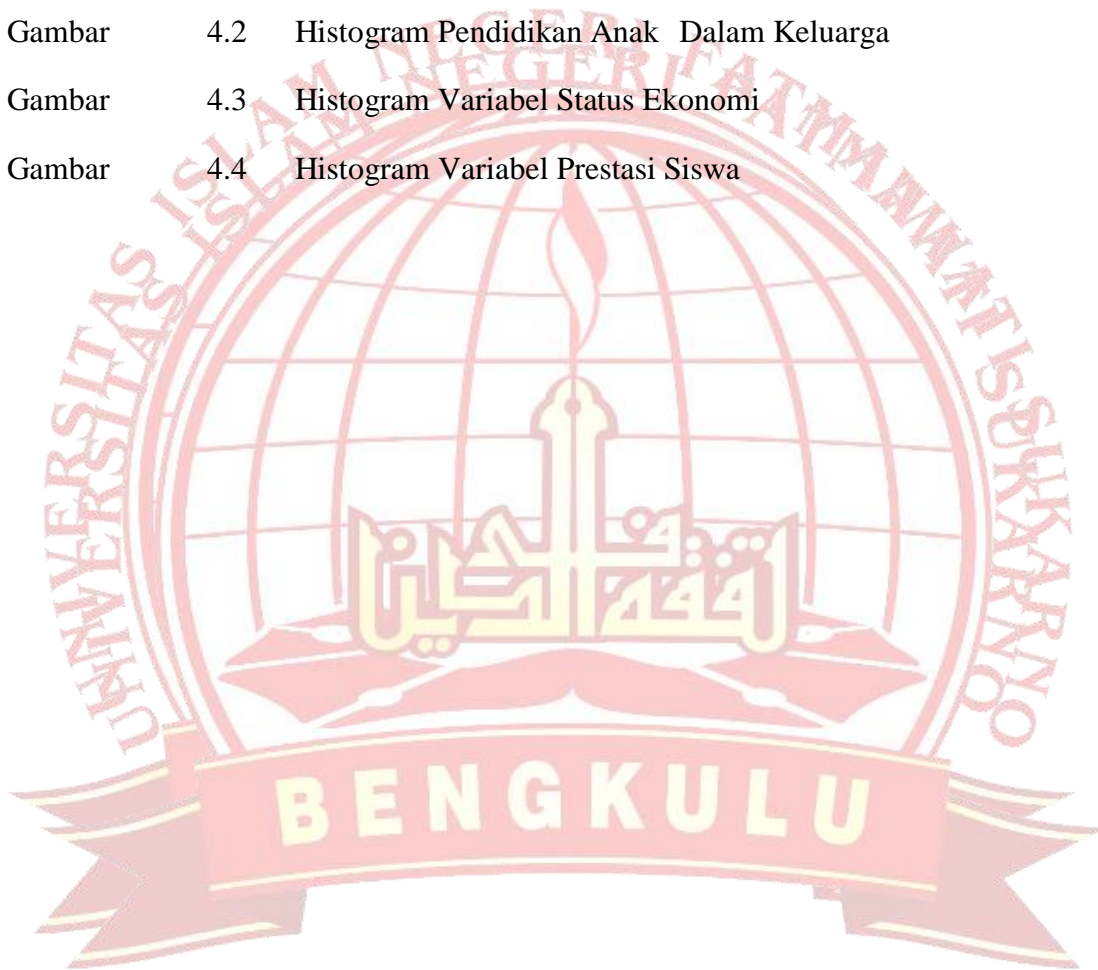 Gambar 4.2 Histogram Pendidikan Anak Dalam Keluarga
Gambar 4.3 Histogram Variabel Status Ekonomi
Gambar 4.4 Histogram Variabel Prestasi Siswa
UNIVERSITAS ISLAM NEGERI FATMAWATI SUKARNO
BENGKULU